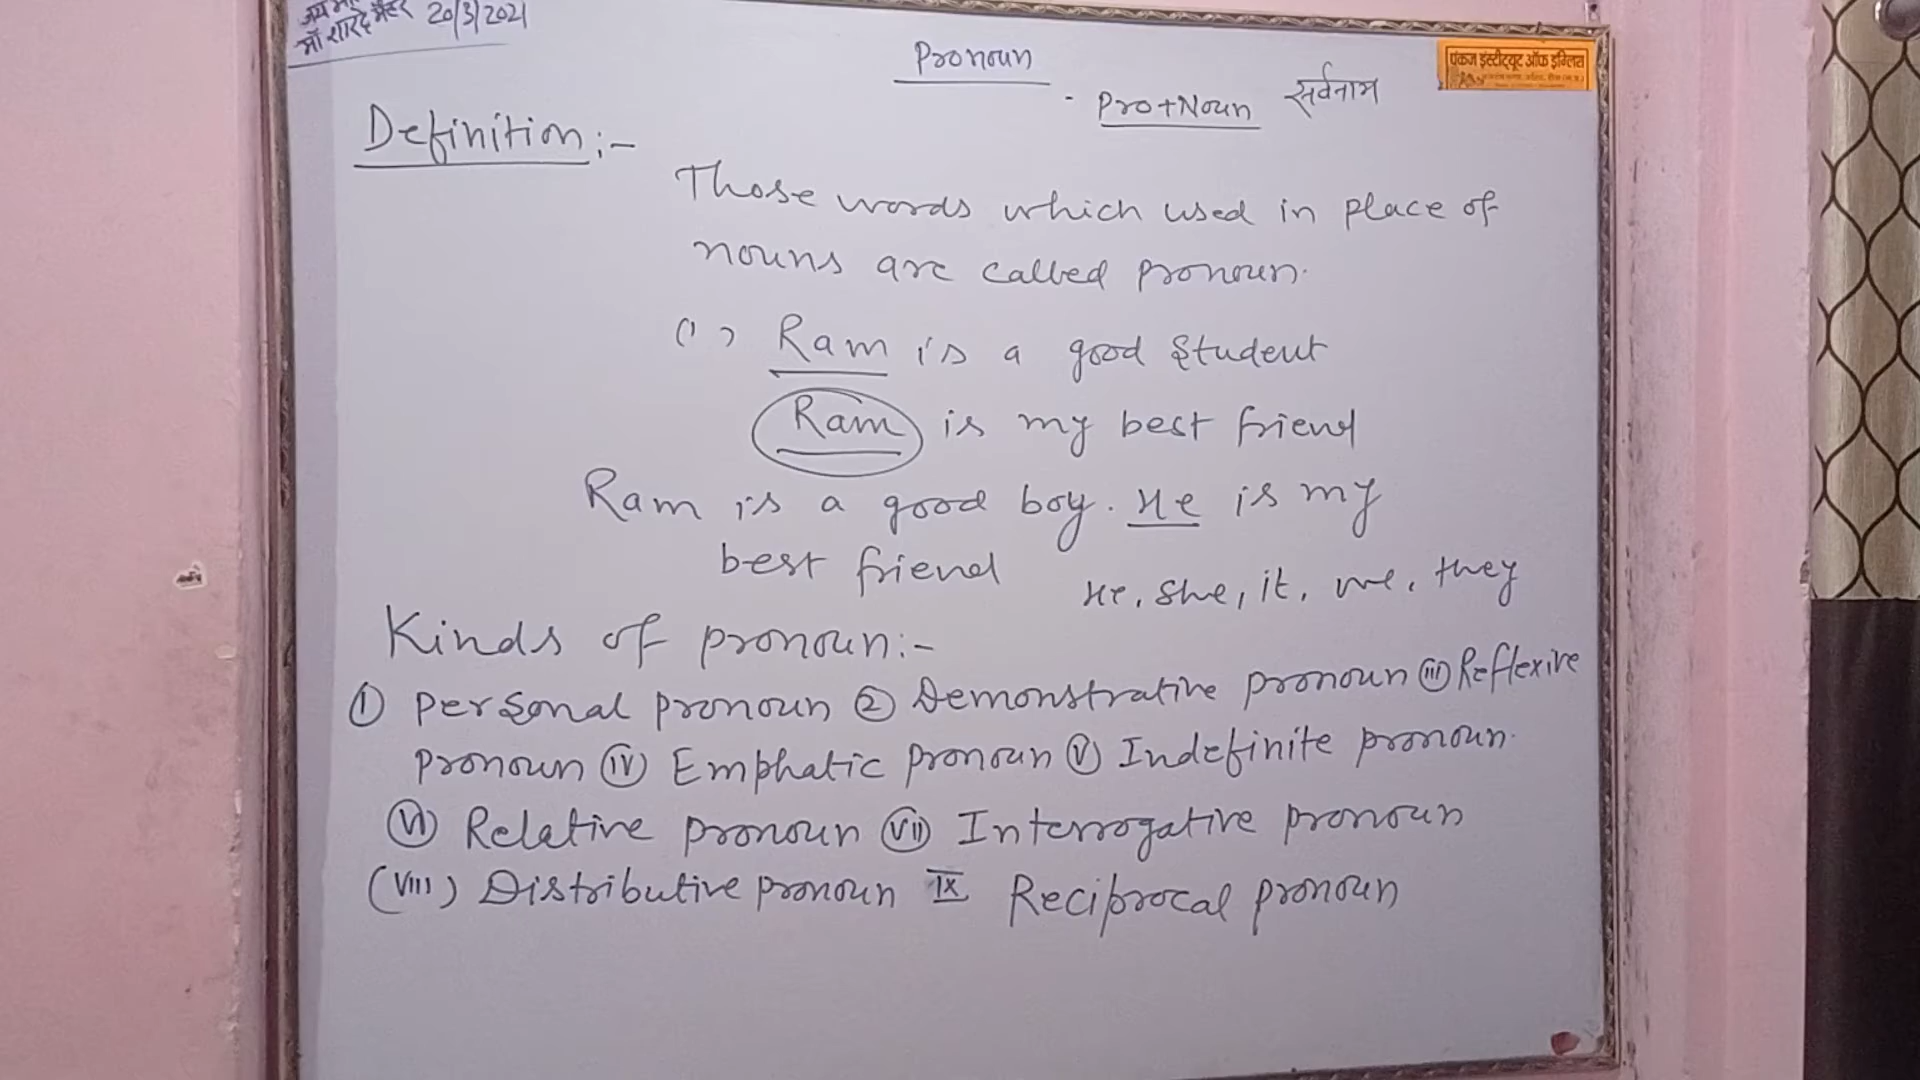 माँ शारदे 20/3/2021
Pronoun
- Pro+Noun सर्वनाम
पंकज इंस्टीट्यूट ऑफ इंग्लिश
Definition :-
Those words which used in place of
nouns are called pronoun.
(1) Ram is a good student
Ram is my best friend
Ram is a good boy. He is my
best friend
He, She, it, we, they
Kinds of pronoun:-
① personal pronoun ② Demonstrative pronoun (iii) Reflexive
pronoun (IV) Emphatic pronoun (V) Indefinite pronoun.
(VI) Relative pronoun (VII) Interrogative pronoun
(VIII) Distributive pronoun IX Reciprocal pronoun